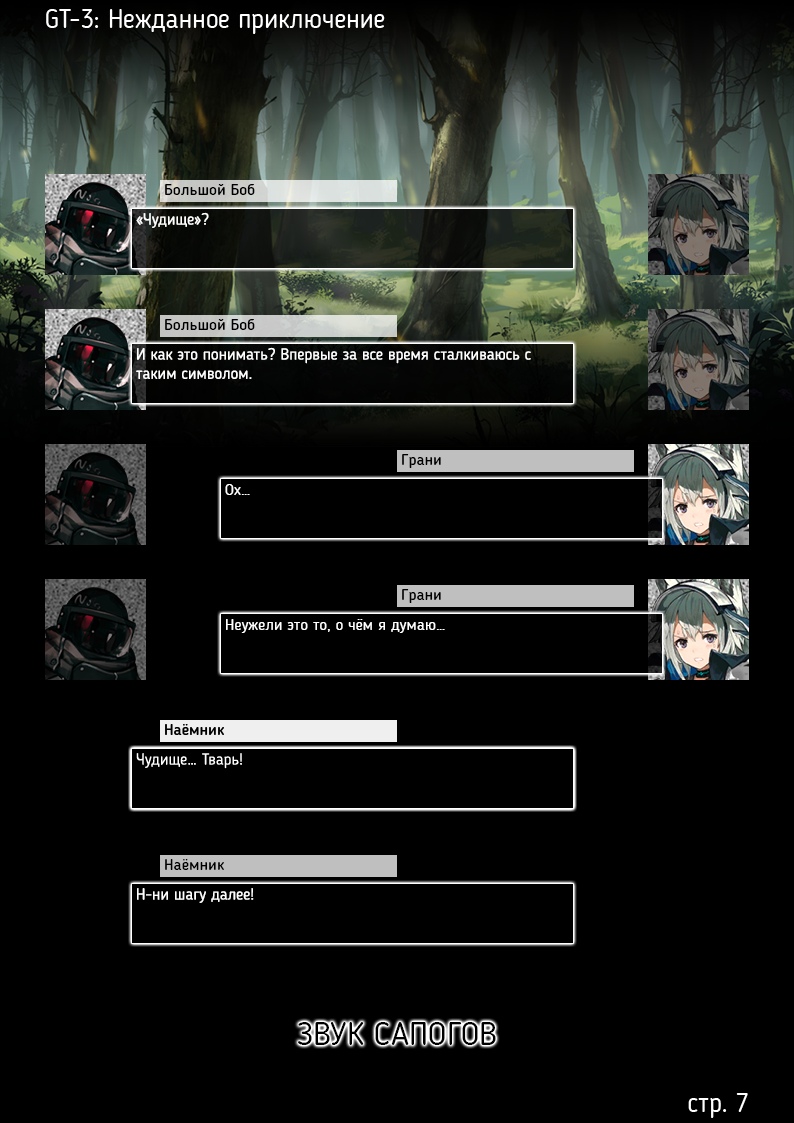 GT-3: Нежданное приключение
Большой Боб
«Чудище»?
Большой Боб
И как это понимать? Впервые за все время сталкиваюсь с
таким символом.
Грани
Ох...
Грани
Неужели это то, о чём я думаю...
Наёмник
Чудище... Тварь!
Наёмник
Н-ни шагу далее!
ЗВУК САПОГОВ
стр. 7